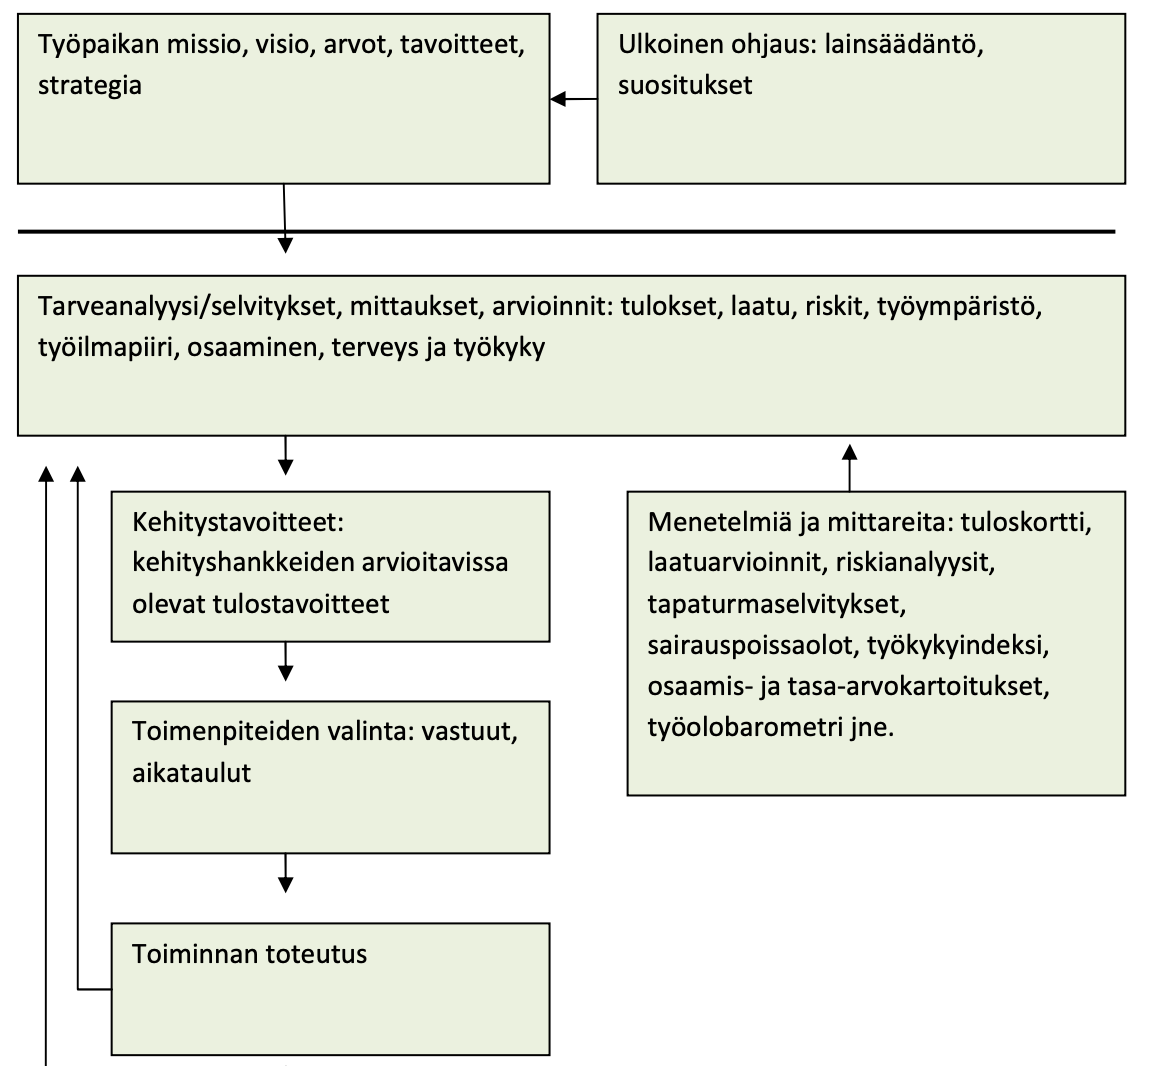 Työpaikan missio, visio, arvot, tavoitteet,
strategia
Ulkoinen ohjaus: lainsäädäntö,
suositukset
Tarveanalyysi/selvitykset, mittaukset, arvioinnit: tulokset, laatu, riskit, työympäristö,
työilmapiiri, osaaminen, terveys ja työkyky
Kehitystavoitteet:
kehityshankkeiden arvioitavissa
olevat tulostavoitteet
Menetelmiä ja mittareita: tuloskortti,
laatuarvioinnit, riskianalyysit,
tapaturmaselvitykset,
sairauspoissaolot, työkykyindeksi,
osaamis- ja tasa-arvokartoitukset,
työolobarometri jne.
Toimenpiteiden valinta: vastuut,
aikataulut
Toiminnan toteutus